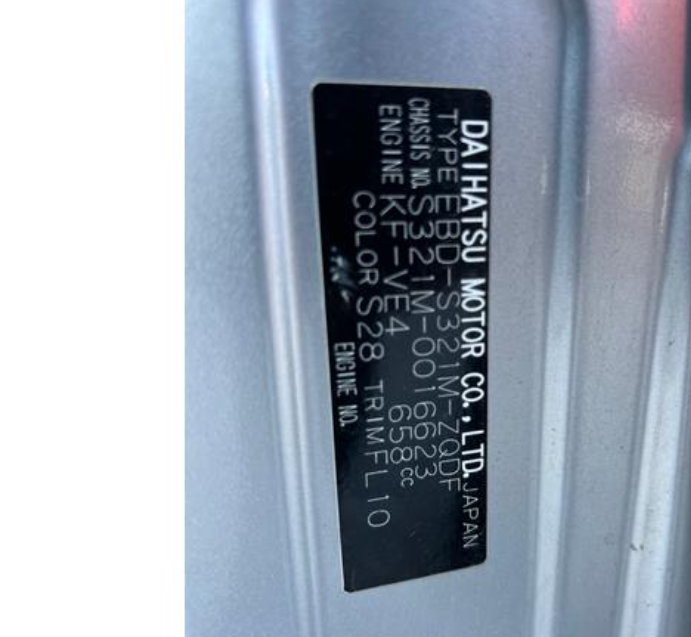 DAIHATSU MOTOR CO.,LTD. JAPAN
TYPE EBD-S321M-ZQDF
CHASSIS NO. S321M-0016623
ENGINE KF-VE4 658cc
COLOR S28 TRIM FL10
ENGINE NO.